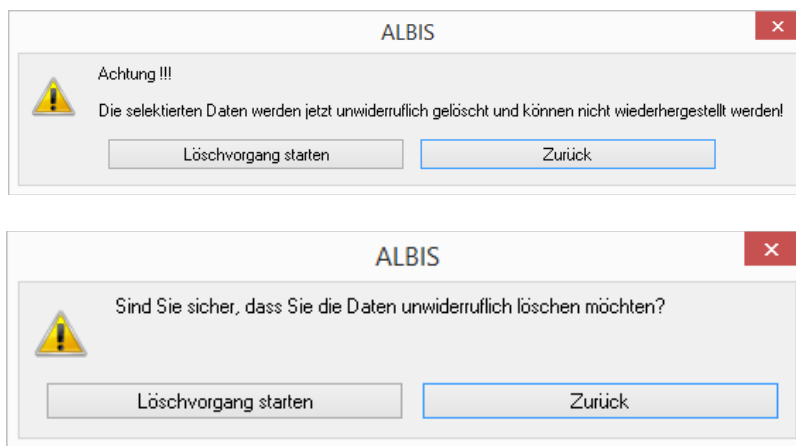 ALBIS
Achtung !!!
Die selektierten Daten werden jetzt unwiderruflich gelöscht und können nicht wiederhergestellt werden!
Löschvorgang starten Zurück
ALBIS
Sind Sie sicher, dass Sie die Daten unwiderruflich löschen möchten?
Löschvorgang starten Zurück